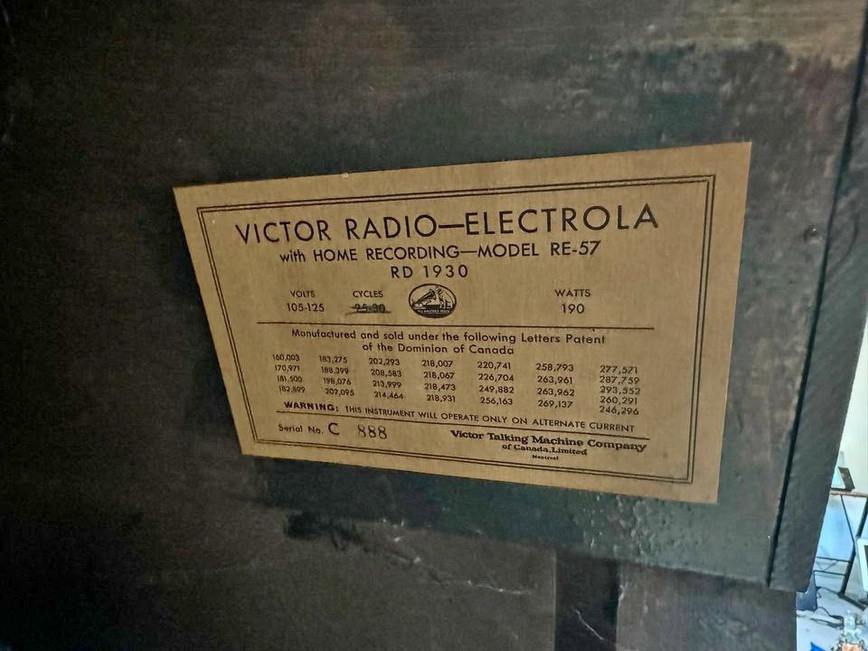 VICTOR RADIO—ELECTROLA
with HOME RECORDING—MODEL RE-57
RD 1930
VOLTS CYCLES WATTS
105-125 25-30 190
Manufactured and sold under the following Letters Patent
of the Dominion of Canada
160,003 183,275 202,293 218,007 220,741 258,793 277,571
170,971 188,399 208,583 218,067 226,704 263,961 287,759
181,500 198,076 213,999 218,473 249,882 263,962 293,552
182,899 202,095 214,464 218,931 256,163 269,137 260,291
246,296
WARNING: THIS INSTRUMENT WILL OPERATE ONLY ON ALTERNATE CURRENT
Serial No. C 888
Victor Talking Machine Company
of Canada, Limited
Montreal